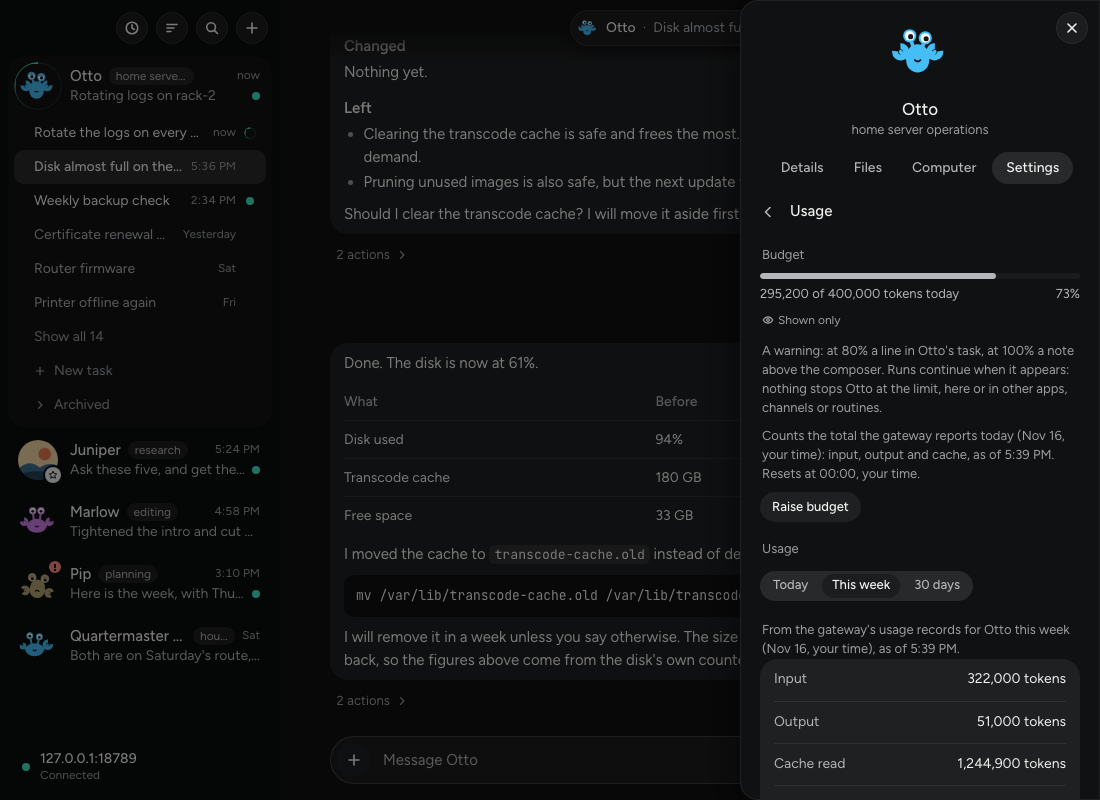 Otto home serve... now
Rotating logs on rack-2
Rotate the logs on every ... now
Disk almost full on the... 5:36 PM
Weekly backup check 2:34 PM
Certificate renewal ... Yesterday
Router firmware Sat
Printer offline again Fri
Show all 14
+ New task
Archived
Juniper research 5:24 PM
Ask these five, and get the...
Marlow editing 4:58 PM
Tightened the intro and cut ...
Pip planning 3:10 PM
Here is the week, with Thu...
Quartermaster ... hou... Sat
Both are on Saturday's route,...
127.0.0.1:18789
Connected
Otto · Disk almost fu
Changed
Nothing yet.
Left
• Clearing the transcode cache is safe and frees the most.
demand.
• Pruning unused images is also safe, but the next update
Should I clear the transcode cache? I will move it aside first
2 actions
Done. The disk is now at 61%.
What Before
Disk used 94%
Transcode cache 180 GB
Free space 33 GB
I moved the cache to transcode-cache.old instead of de
mv /var/lib/transcode-cache.old /var/lib/transcod
I will remove it in a week unless you say otherwise. The size
back, so the figures above come from the disk's own counte
2 actions
Message Otto
Otto
home server operations
Details Files Computer Settings
Usage
Budget
295,200 of 400,000 tokens today 73%
Shown only
A warning: at 80% a line in Otto's task, at 100% a note
above the composer. Runs continue when it appears:
nothing stops Otto at the limit, here or in other apps,
channels or routines.
Counts the total the gateway reports today (Nov 16,
your time): input, output and cache, as of 5:39 PM.
Resets at 00:00, your time.
Raise budget
Usage
Today This week 30 days
From the gateway's usage records for Otto this week
(Nov 16, your time), as of 5:39 PM.
Input 322,000 tokens
Output 51,000 tokens
Cache read 1,244,900 tokens